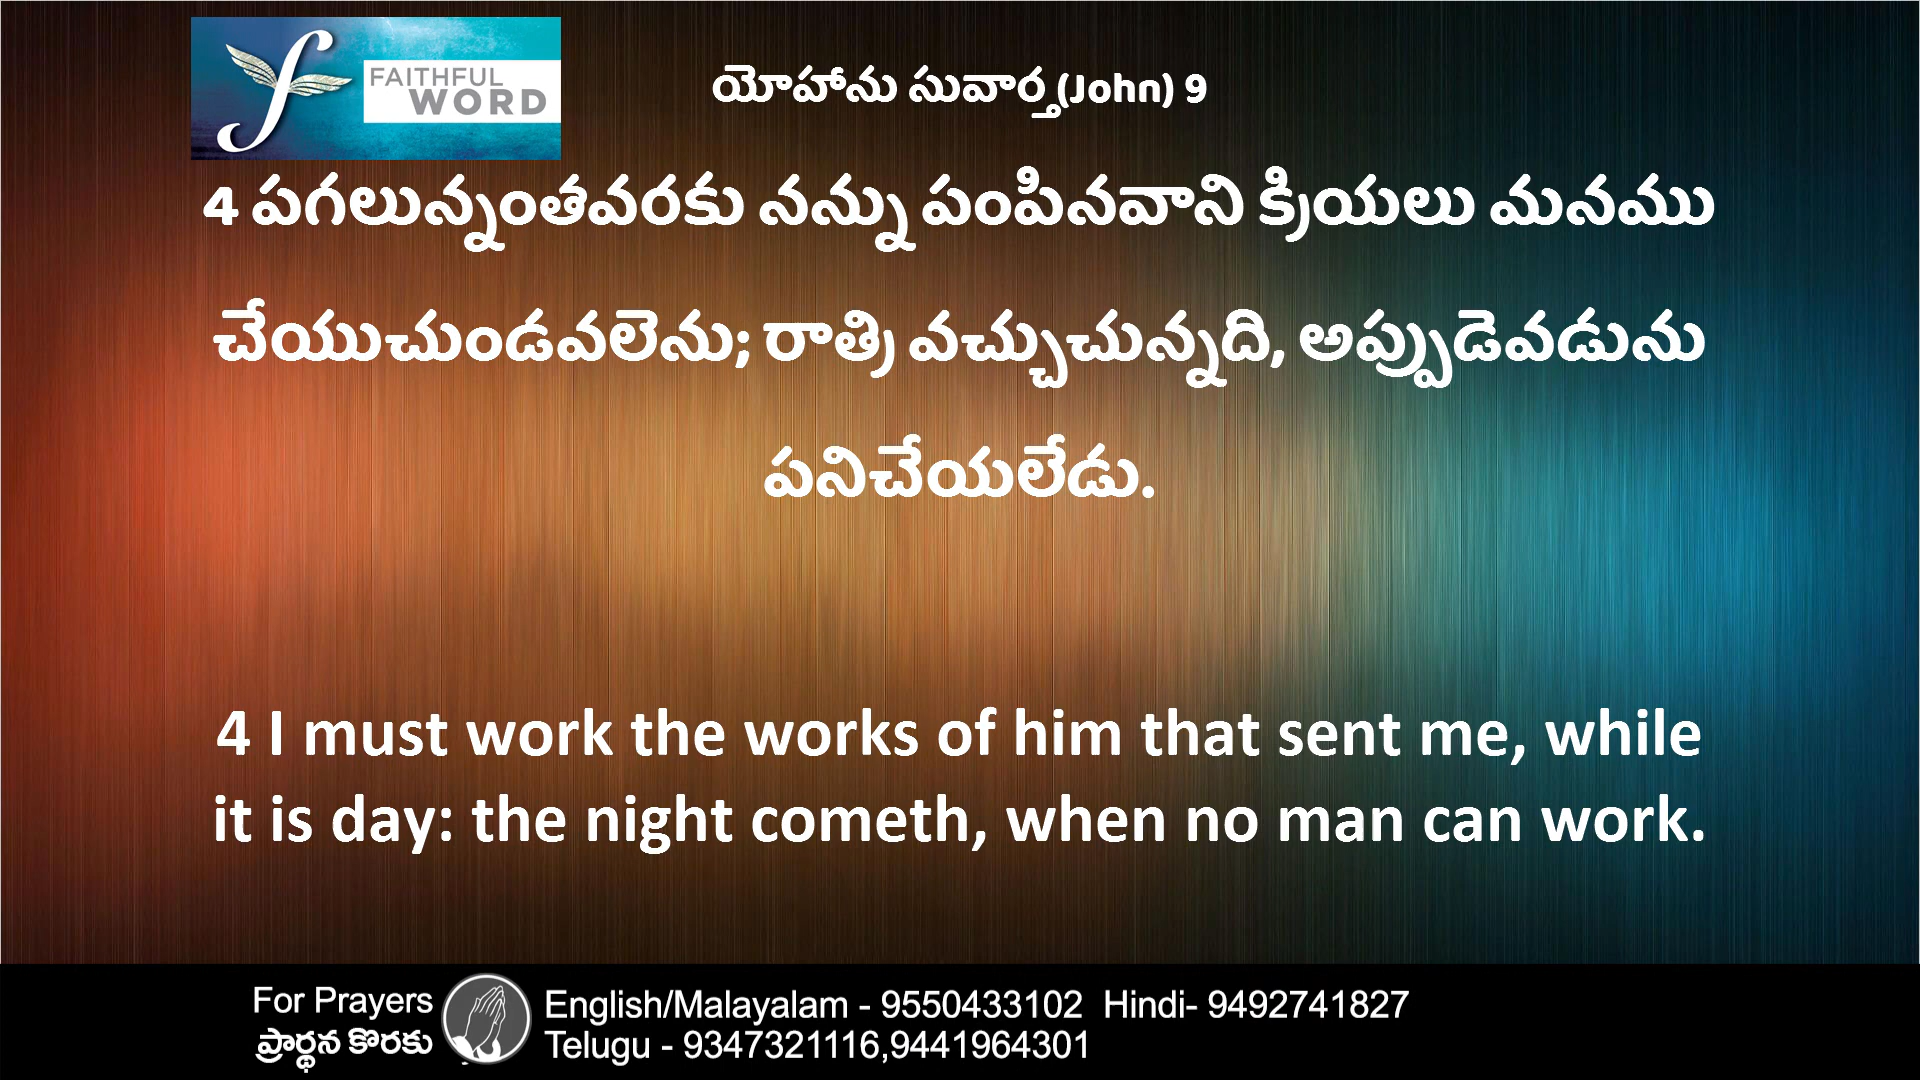 FAITHFUL
WORD
యోహాను సువార్త(John) 9
4 పగలున్నంతవరకు నన్ను పంపినవాని క్రియలు మనము
చేయుచుండవలెను; రాత్రి వచ్చుచున్నది, అప్పుడెవడును
పనిచేయలేడు.
4 I must work the works of him that sent me, while
it is day: the night cometh, when no man can work.
For Prayers
ప్రార్థన కొరకు
English/Malayalam - 9550433102 Hindi- 9492741827
Telugu - 9347321116,9441964301